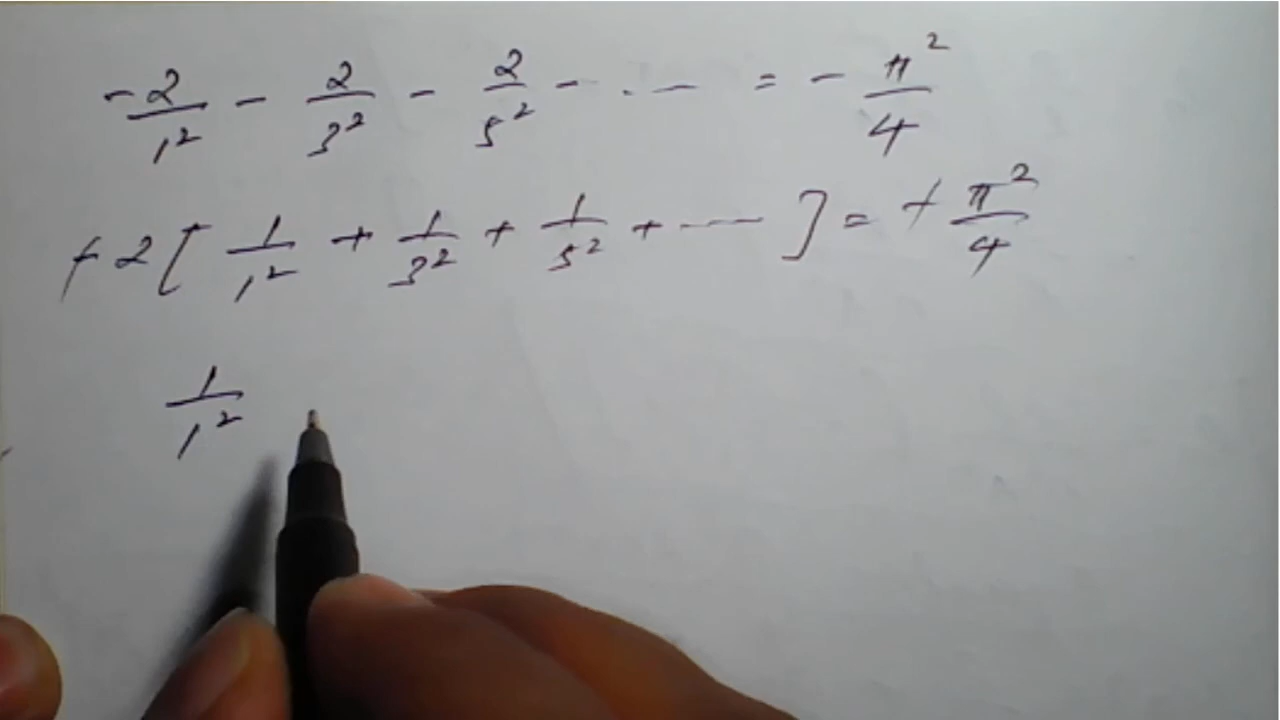 - 2/1² - 2/3² - 2/5² - ..... = - π²/4
- 2 [ 1/1² + 1/3² + 1/5² + ..... ] = - π²/4
1/1²